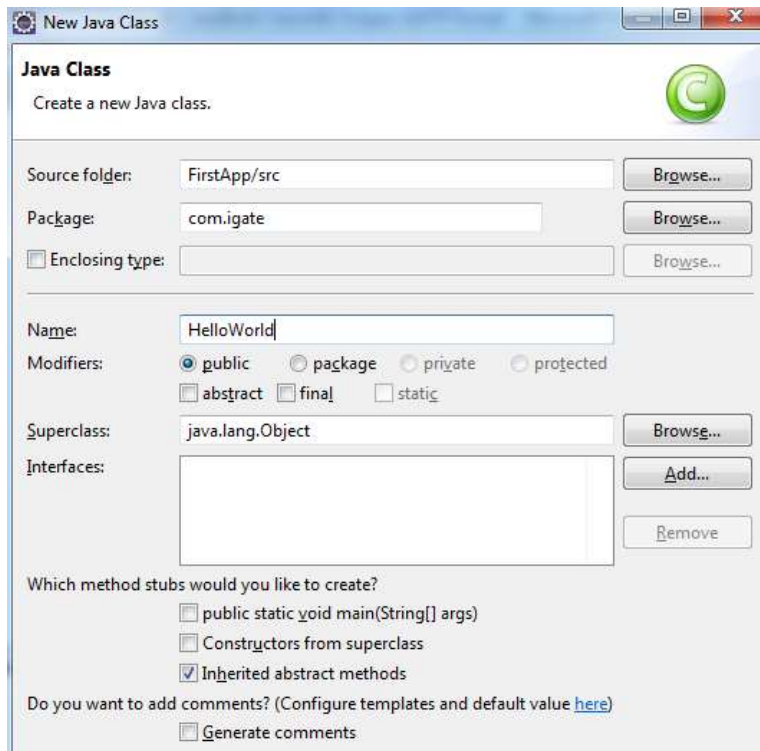 New Java Class
Java Class
Create a new Java class.
Source folder: FirstApp/src Browse...
Package: com.igate Browse...
Enclosing type: Browse...
Name: HelloWorld
Modifiers: public package private protected
abstract final static
Superclass: java.lang.Object Browse...
Interfaces: Add...
Remove
Which method stubs would you like to create?
public static void main(String[] args)
Constructors from superclass
Inherited abstract methods
Do you want to add comments? (Configure templates and default value here)
Generate comments